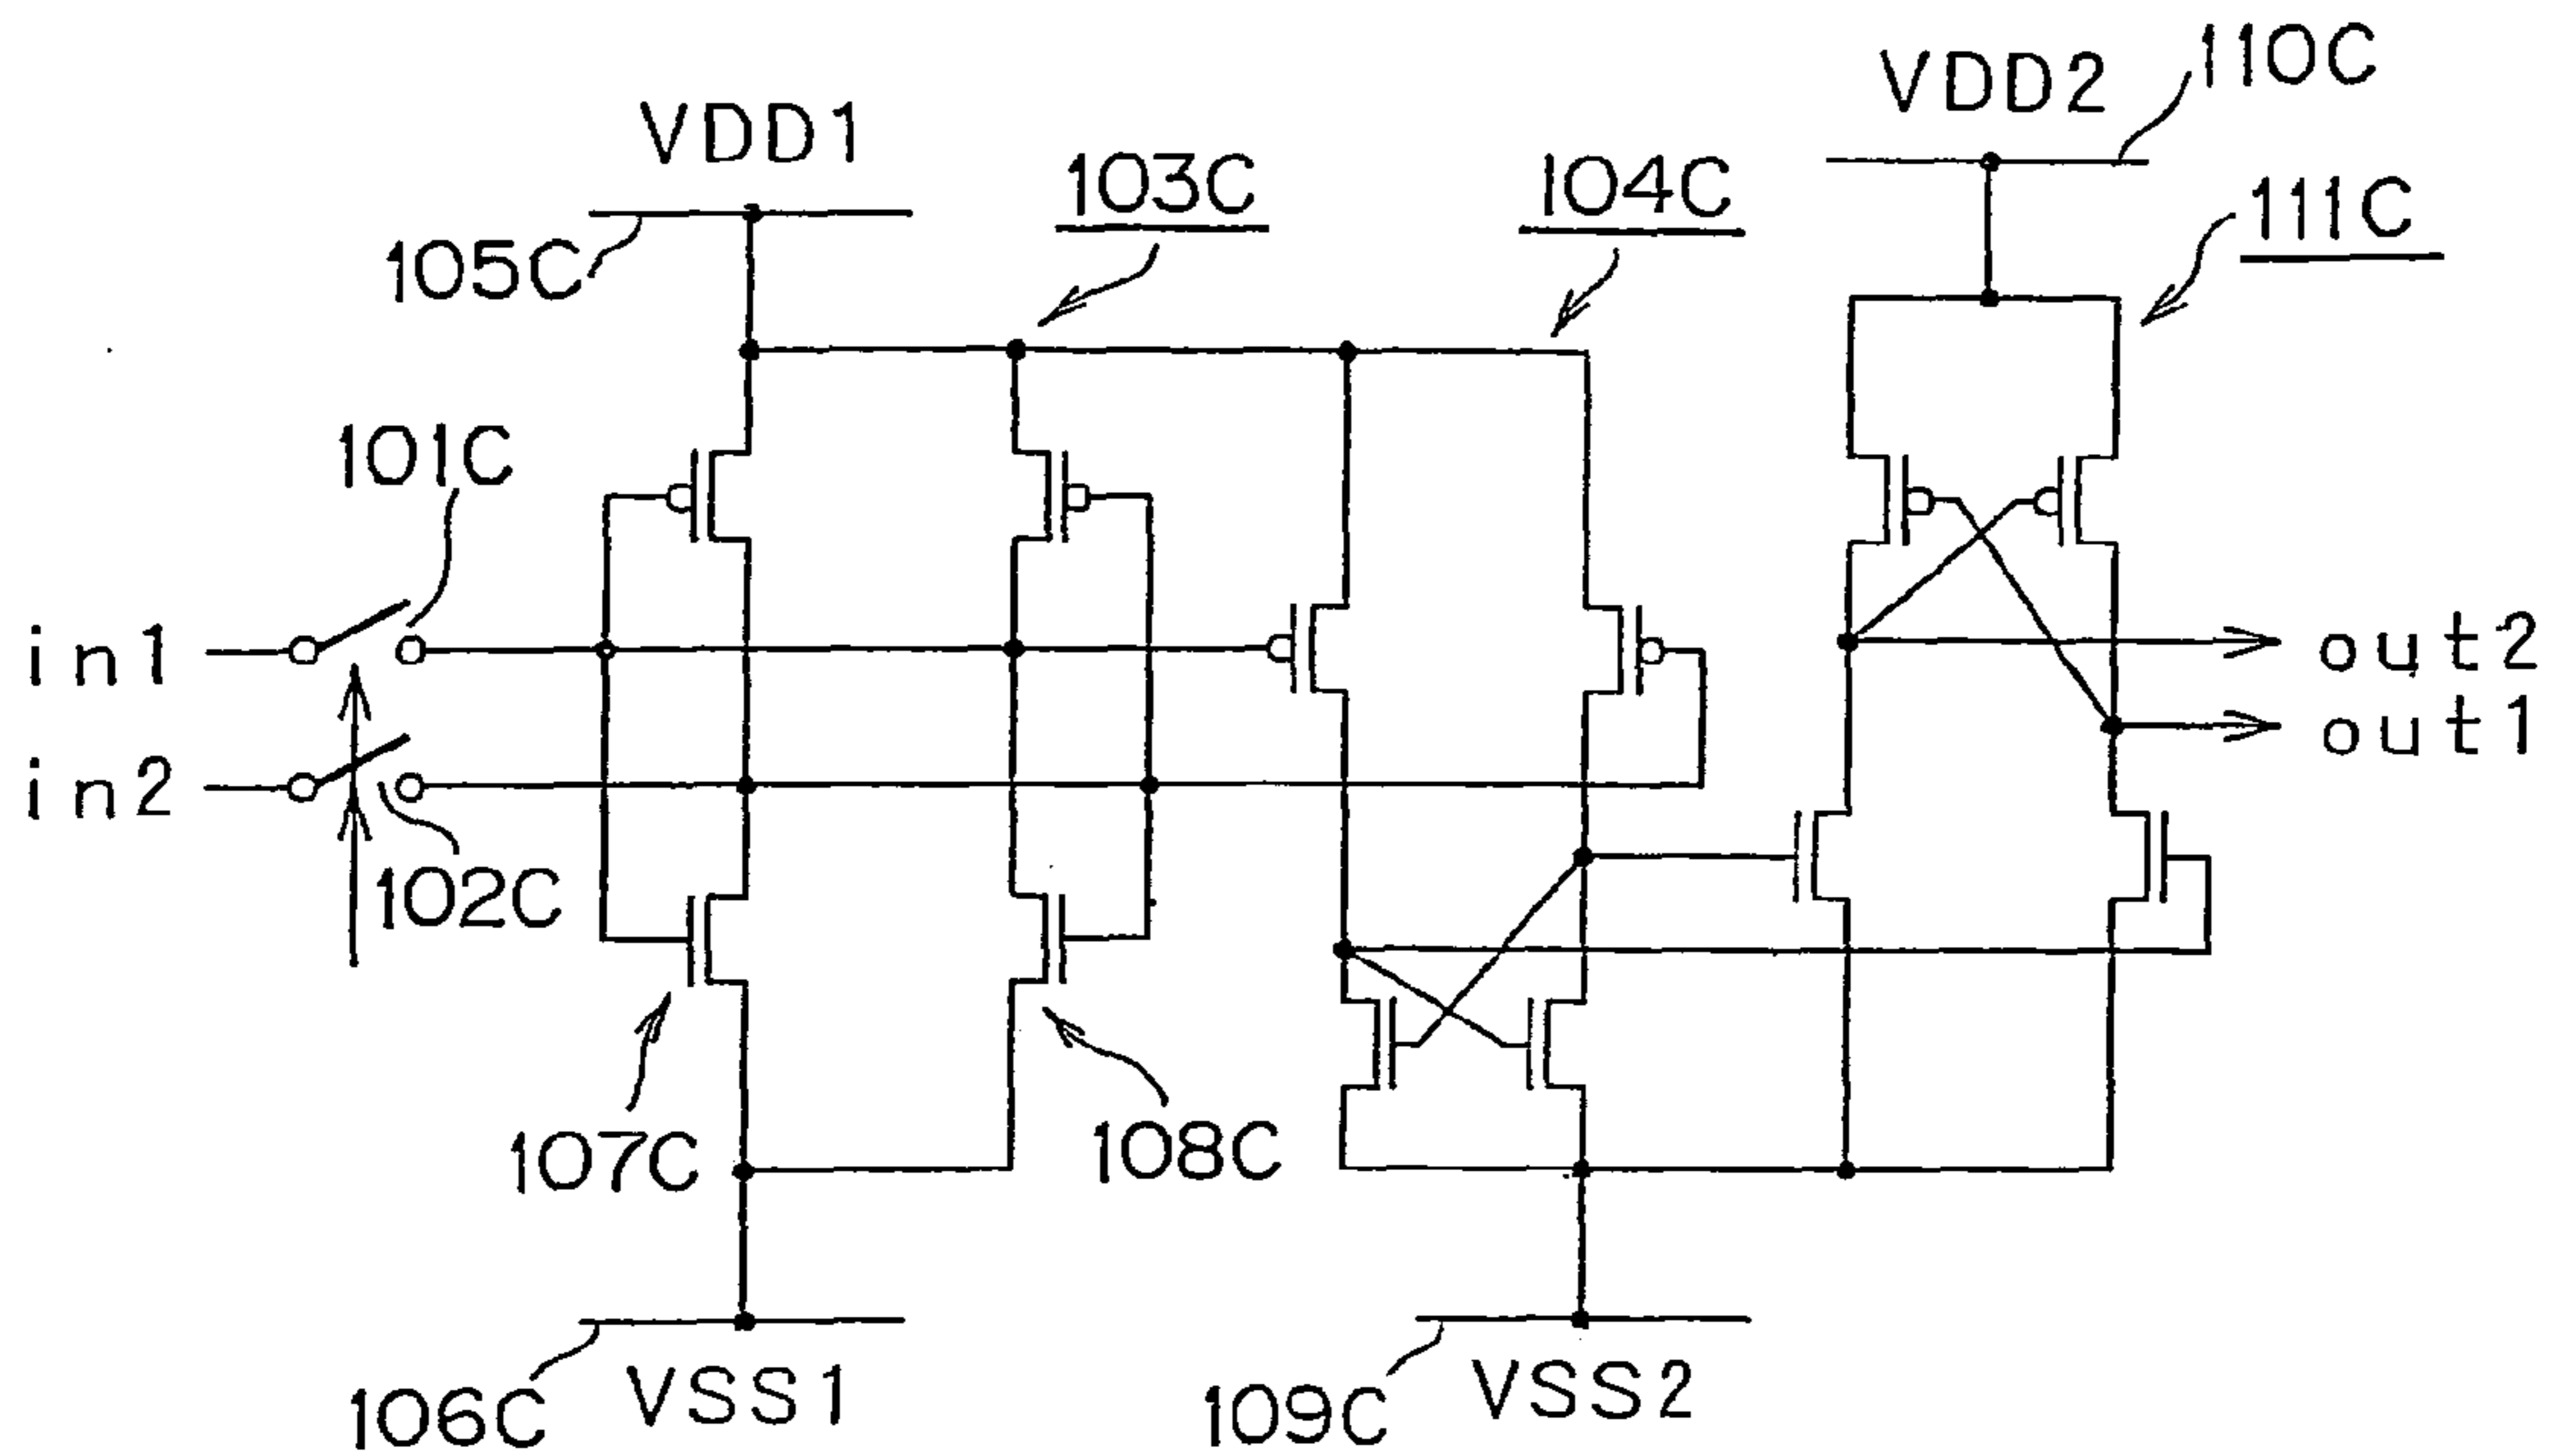 110C
VDD2
VDD1
103C
104C
111C
105C
101C
in1
out2
out1
in2
102C
107C
108C
106C
VSS1
109C
VSS2